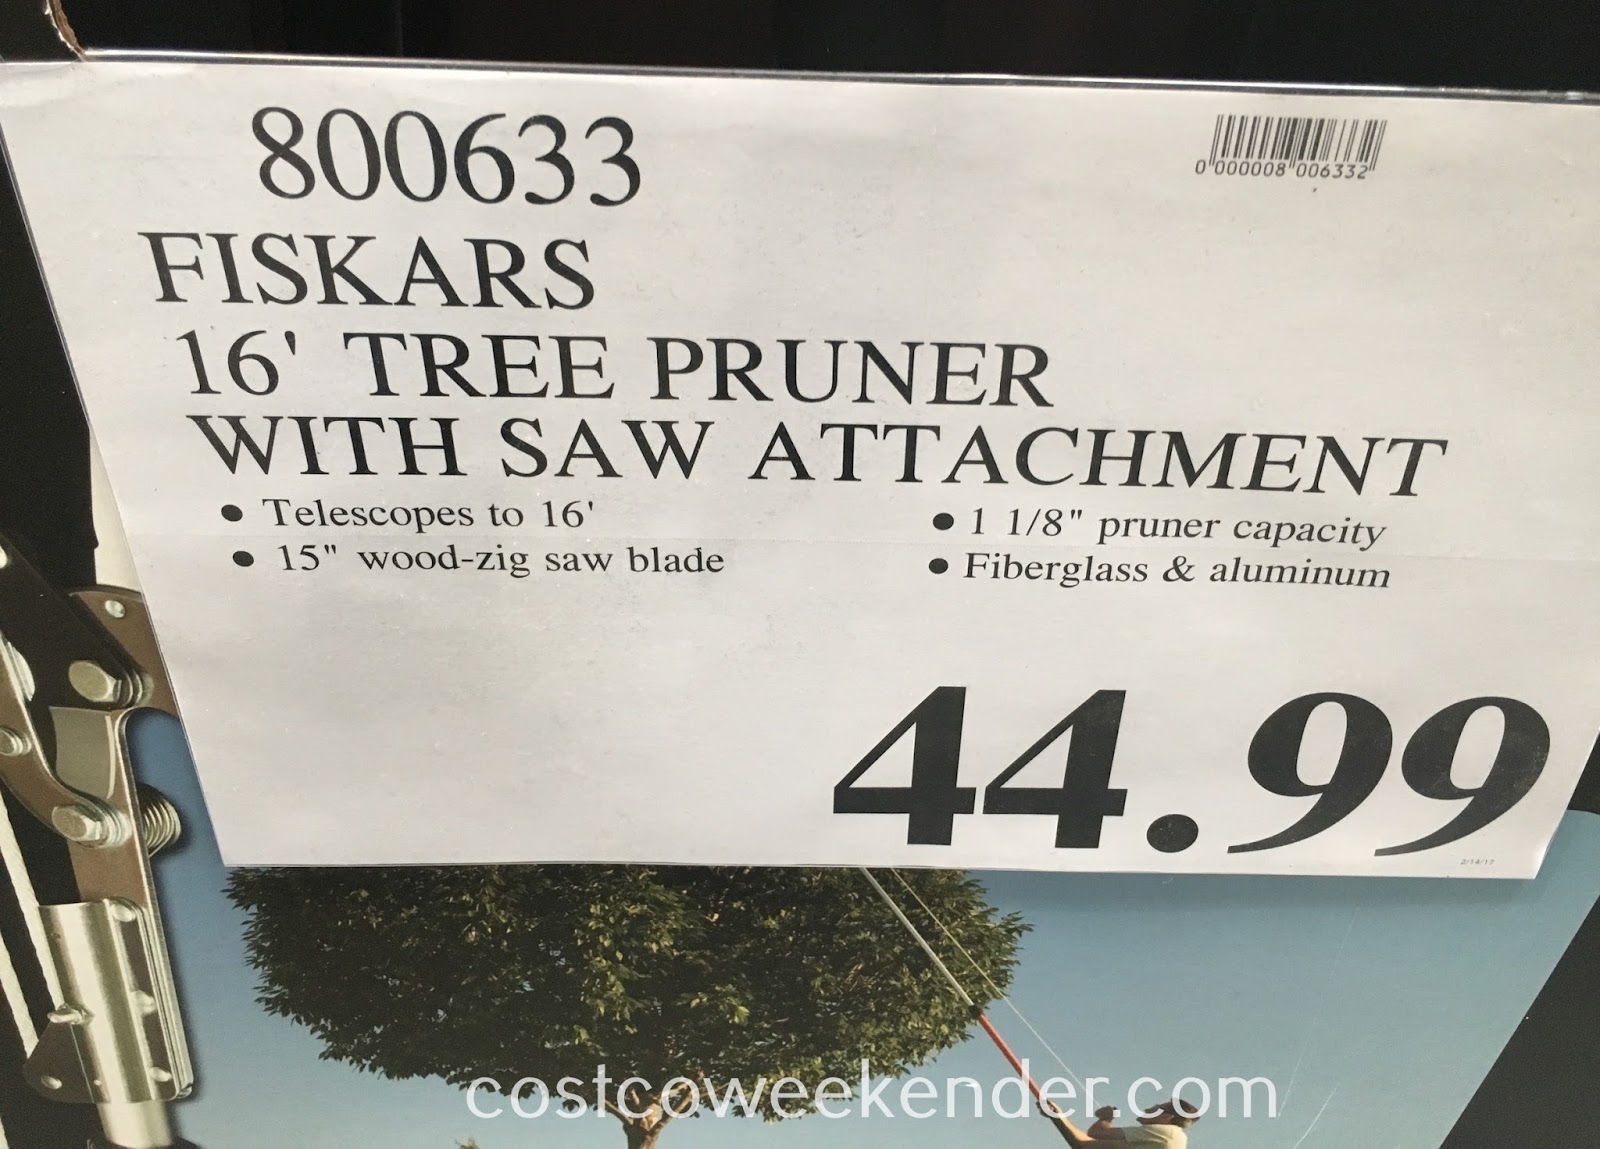 800633
0 000008 006332
FISKARS
16' TREE PRUNER
WITH SAW ATTACHMENT
• Telescopes to 16'
• 15" wood-zig saw blade
• 1 1/8" pruner capacity
• Fiberglass & aluminum
44.99
2/14/17
costcoweekender.com